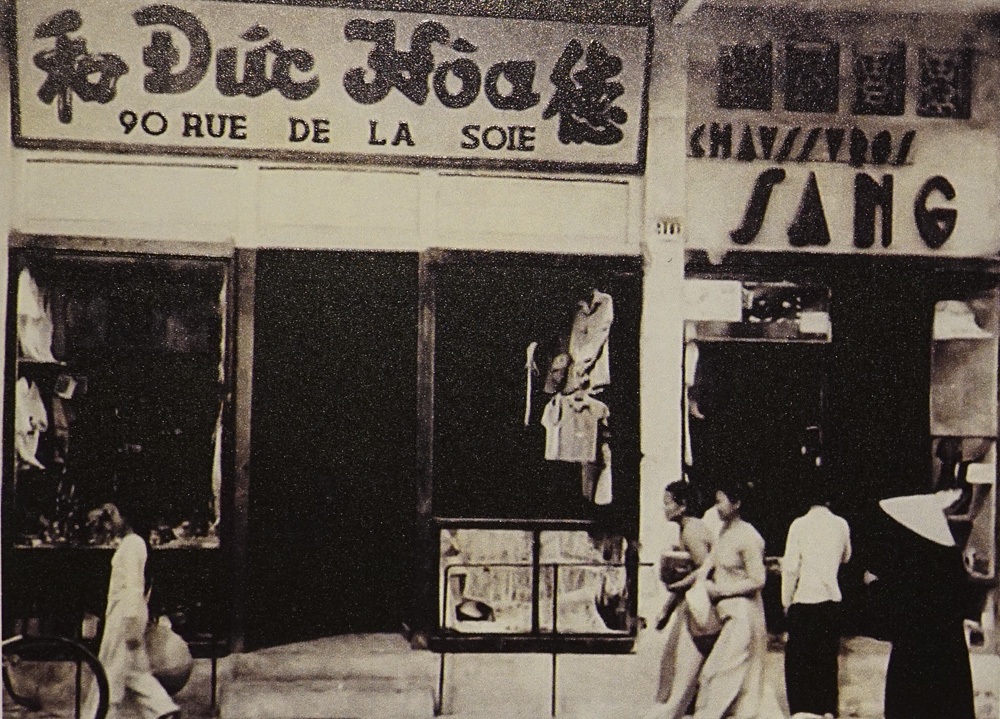 和 Đức Hòa 德
90 RUE DE LA SOIE
CHAUSSURES
SANG